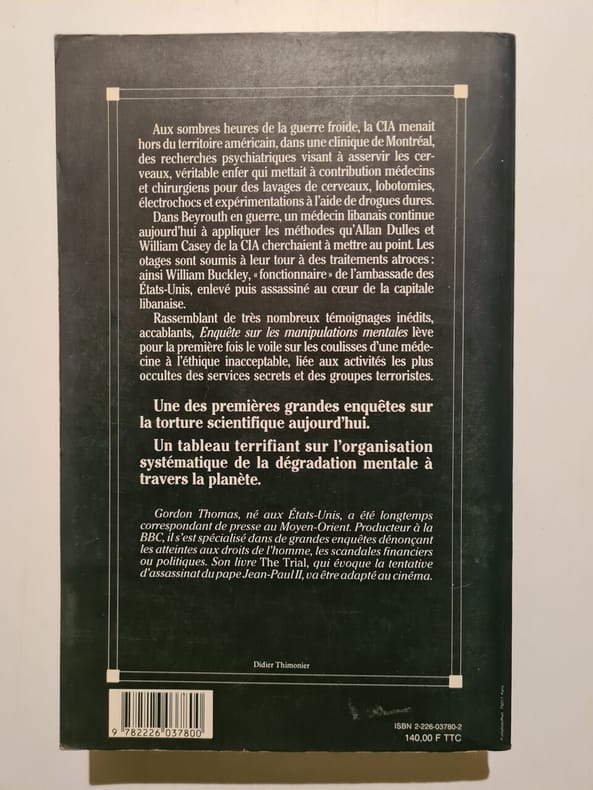 Aux sombres heures de la guerre froide, la CIA menait
hors du territoire américain, dans une clinique de Montréal,
des recherches psychiatriques visant à asservir les cer-
veaux, véritable enfer qui mettait à contribution médecins
et chirurgiens pour des lavages de cerveaux, lobotomies,
électrochocs et expérimentations à l'aide de drogues dures.
Dans Beyrouth en guerre, un médecin libanais continue
aujourd'hui à appliquer les méthodes qu'Allan Dulles et
William Casey de la CIA cherchaient à mettre au point. Les
otages sont soumis à leur tour à des traitements atroces :
ainsi William Buckley, « fonctionnaire » de l'ambassade des
États-Unis, enlevé puis assassiné au cœur de la capitale
libanaise.
Rassemblant de très nombreux témoignages inédits,
accablants, Enquête sur les manipulations mentales lève
pour la première fois le voile sur les coulisses d'une méde-
cine à l'éthique inacceptable, liée aux activités les plus
occultes des services secrets et des groupes terroristes.
Une des premières grandes enquêtes sur
la torture scientifique aujourd'hui.
Un tableau terrifiant sur l'organisation
systématique de la dégradation mentale à
travers la planète.
Gordon Thomas, né aux États-Unis, a été longtemps
correspondant de presse au Moyen-Orient. Producteur à la
BBC, il s'est spécialisé dans de grandes enquêtes dénonçant
les atteintes aux droits de l'homme, les scandales financiers
ou politiques. Son livre The Trial, qui évoque la tentative
d'assassinat du pape Jean-Paul II, va être adapté au cinéma.
Didier Thimonier
9 782226 037800
ISBN 2-226-03780-2
140,00 F TTC